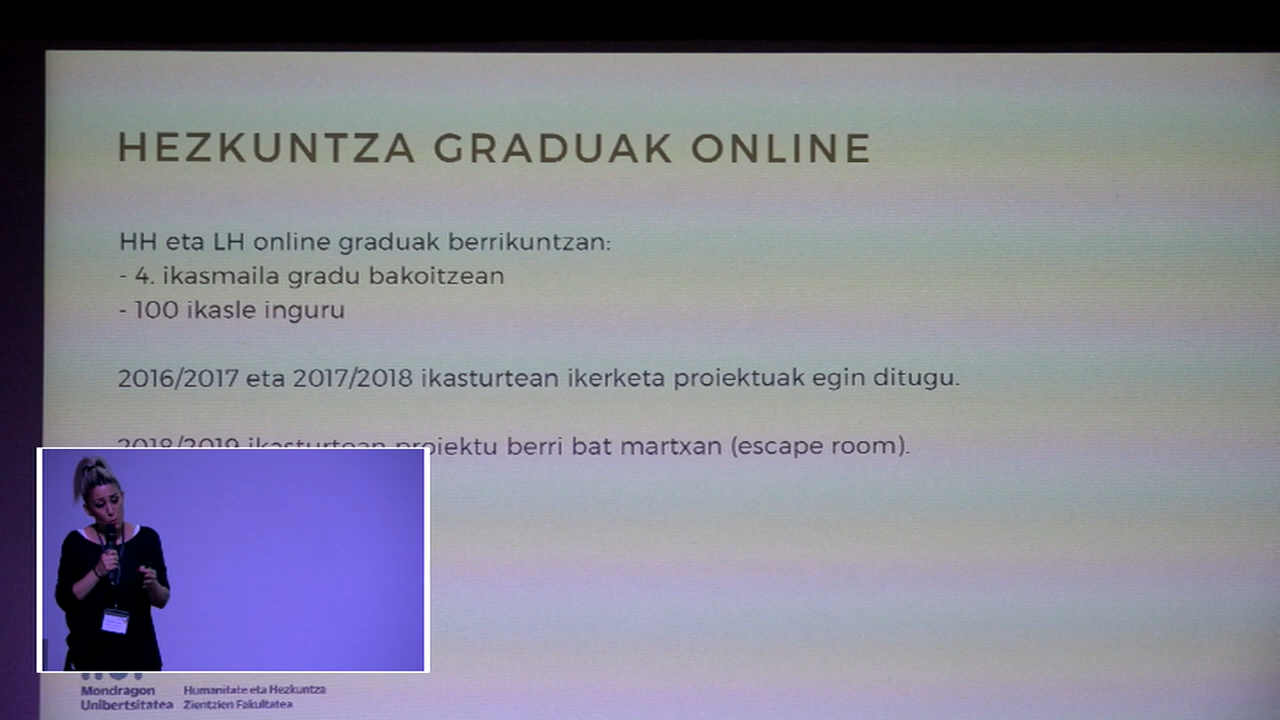 HEZKUNTZA GRADUAK ONLINE
HH eta LH online graduak berrikuntzan:
- 4. ikasmaila gradu bakoitzean
- 100 ikasle inguru
2016/2017 eta 2017/2018 ikasturtean ikerketa proiektuak egin ditugu.
2018/2019 ikasturtean proiektu berri bat martxan (escape room).
Mondragon
Unibertsitatea
Humanitate eta Hezkuntza
Zientzien Fakultatea